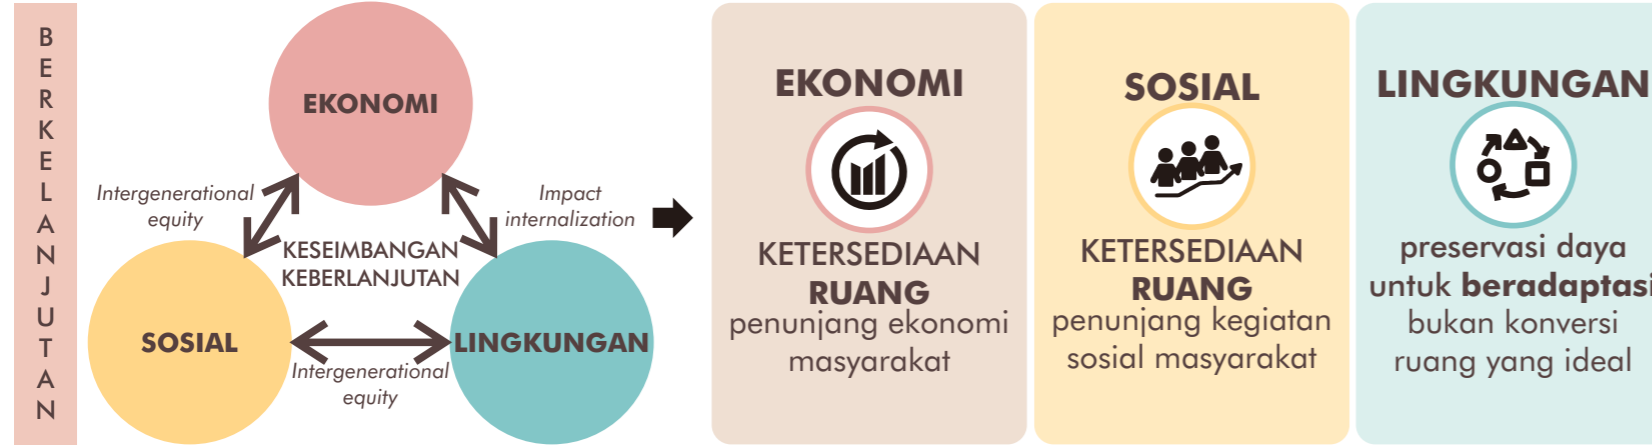 BERKELANJUTAN
EKONOMI
Intergenerational
equity
Impact
internalization
KESEIMBANGAN
KEBERLANJUTAN
SOSIAL
LINGKUNGAN
Intergenerational
equity
EKONOMI
KETERSEDIAAN
RUANG
penunjang ekonomi
masyarakat
SOSIAL
KETERSEDIAAN
RUANG
penunjang kegiatan
sosial masyarakat
LINGKUNGAN
preservasi daya
untuk beradaptasi
bukan konversi
ruang yang ideal